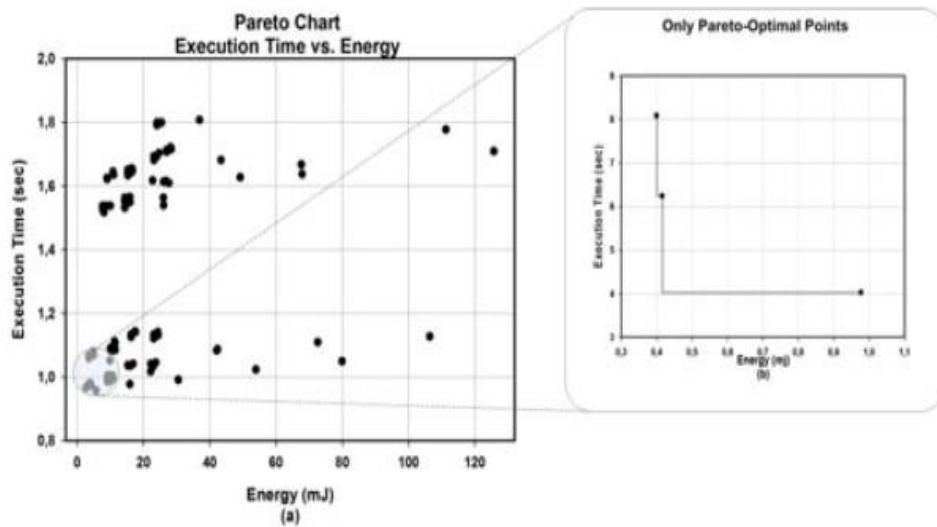 Pareto Chart
Execution Time vs. Energy
2,0
1,8
1,6
1,4
1,2
1,0
0,8
Execution Time (sec)
0 20 40 60 80 100 120
Energy (mJ)
(a)
Only Pareto-Optimal Points
8
7
6
Execution Time (sec)
0,3 0,4 0,5 0,6 0,7 0,8 0,9 1,0 1,1
Energy (mj)
(b)